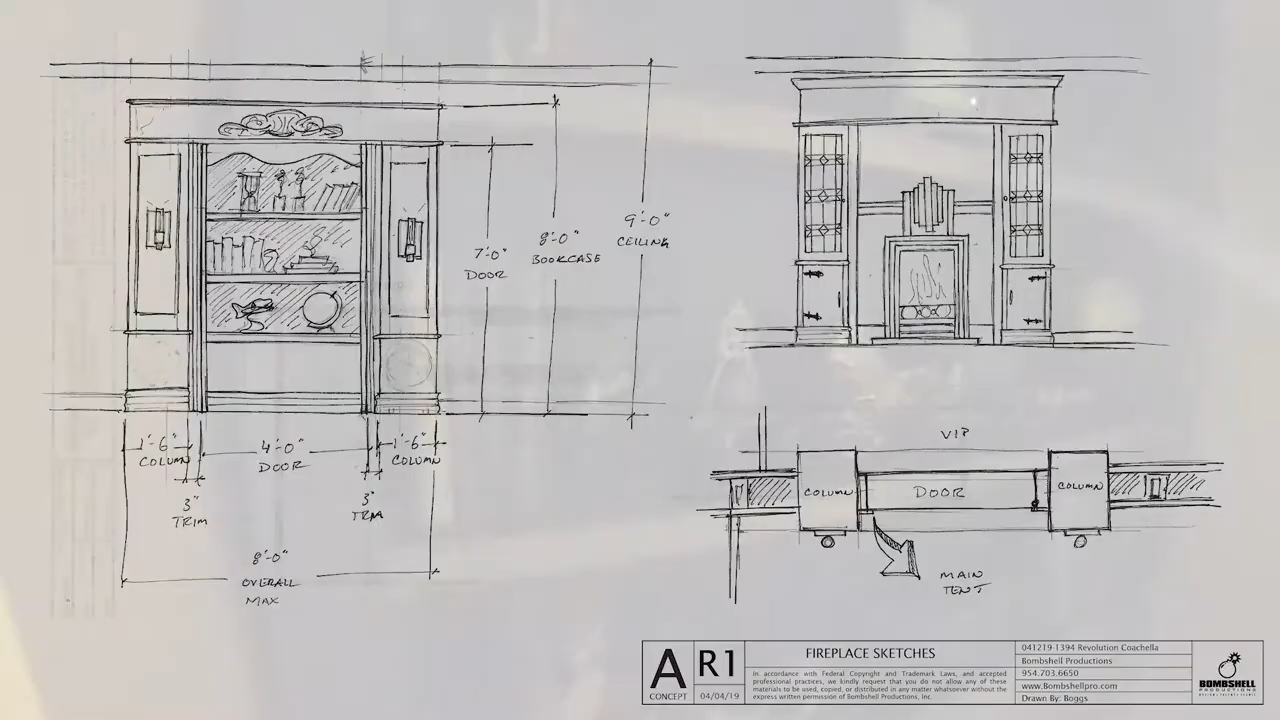 7'-0"
DOOR
8'-0"
BOOKCASE
9'-0"
CEILING
1'-6"
COLUMN
4'-0"
DOOR
1'-6"
COLUMN
3"
TRIM
3"
TRIM
8'-0"
OVERALL
MAX
VIP
COLUMN
DOOR
COLUMN
MAIN
TENT
A
CONCEPT
R1
04/04/19
FIREPLACE SKETCHES
In accordance with Federal Copyright and Trademark Laws, and accepted
professional practices, we kindly request that you do not allow any of these
materials to be used, copied, or distributed in any matter whatsoever without the
express written permission of Bombshell Productions, Inc.
041219-1394 Revolution Coachella
Bombshell Productions
954.703.6650
www.Bombshellpro.com
Drawn By: Boggs
BOMBSHELL
PRODUCTIONS